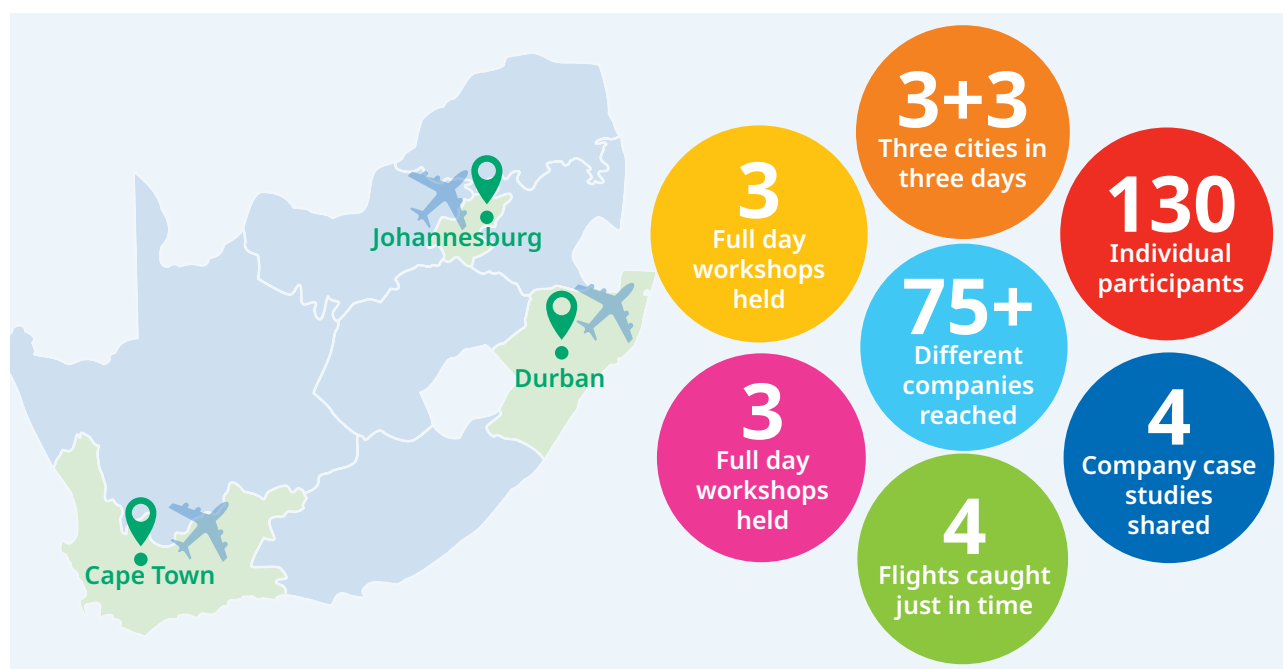 Johannesburg
Durban
Cape Town
3+3
Three cities in
three days
3
Full day
workshops
held
130
Individual
participants
75+
Different
companies
reached
3
Full day
workshops
held
4
Company case
studies
shared
4
Flights caught
just in time